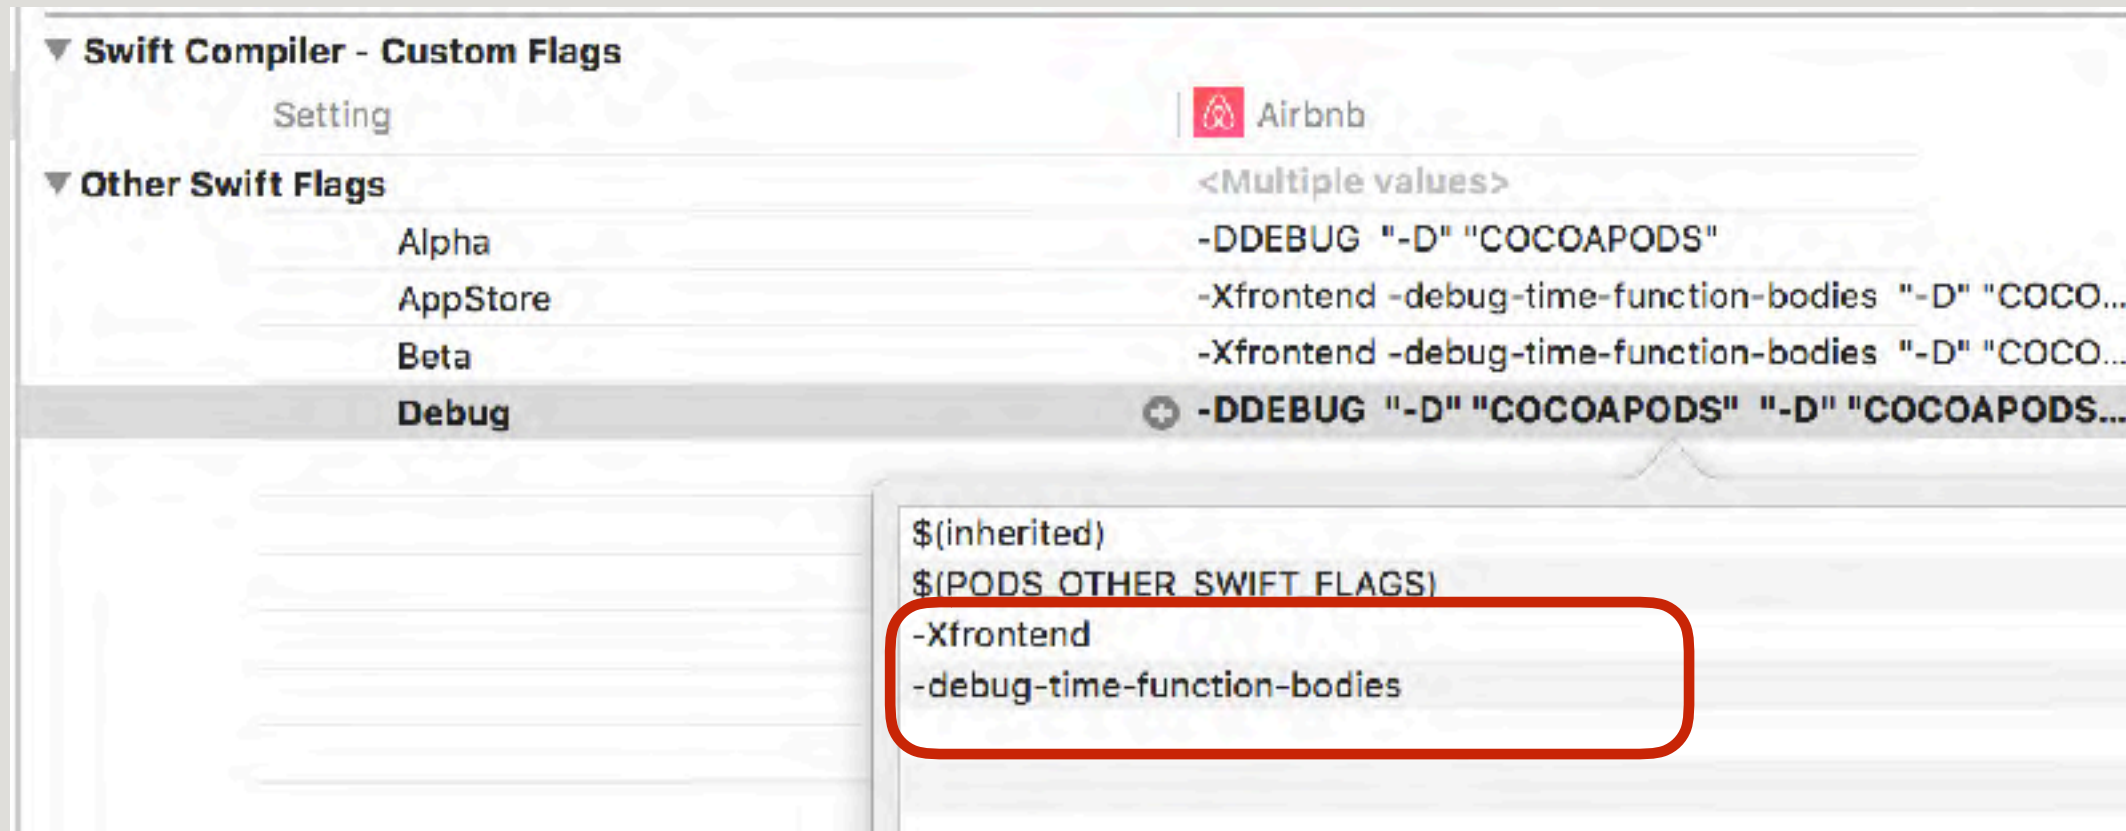 Swift Compiler - Custom Flags
Setting Airbnb
Other Swift Flags <Multiple values>
Alpha -DDEBUG "-D" "COCOAPODS"
AppStore -Xfrontend -debug-time-function-bodies "-D" "COCO...
Beta -Xfrontend -debug-time-function-bodies "-D" "COCO...
Debug -DDEBUG "-D" "COCOAPODS" "-D" "COCOAPODS...
$(inherited)
$(PODS_OTHER_SWIFT_FLAGS)
-Xfrontend
-debug-time-function-bodies